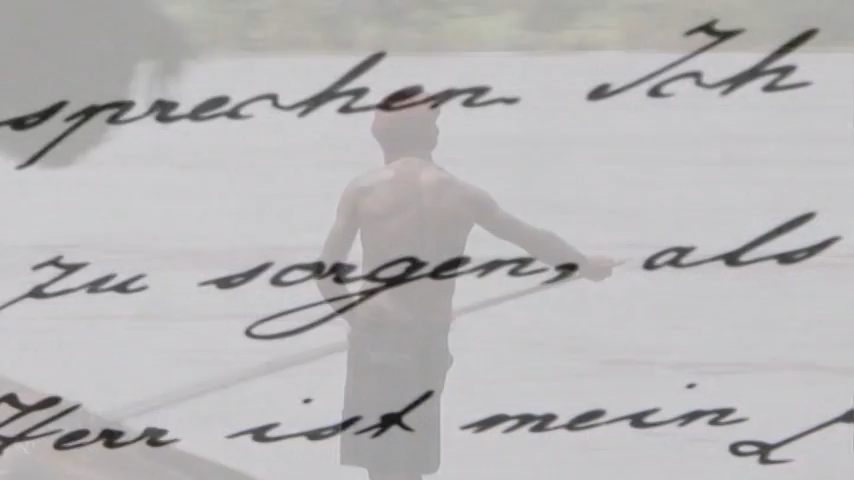 sprechen. Ich
zu sorgen, als
Herr ist mein